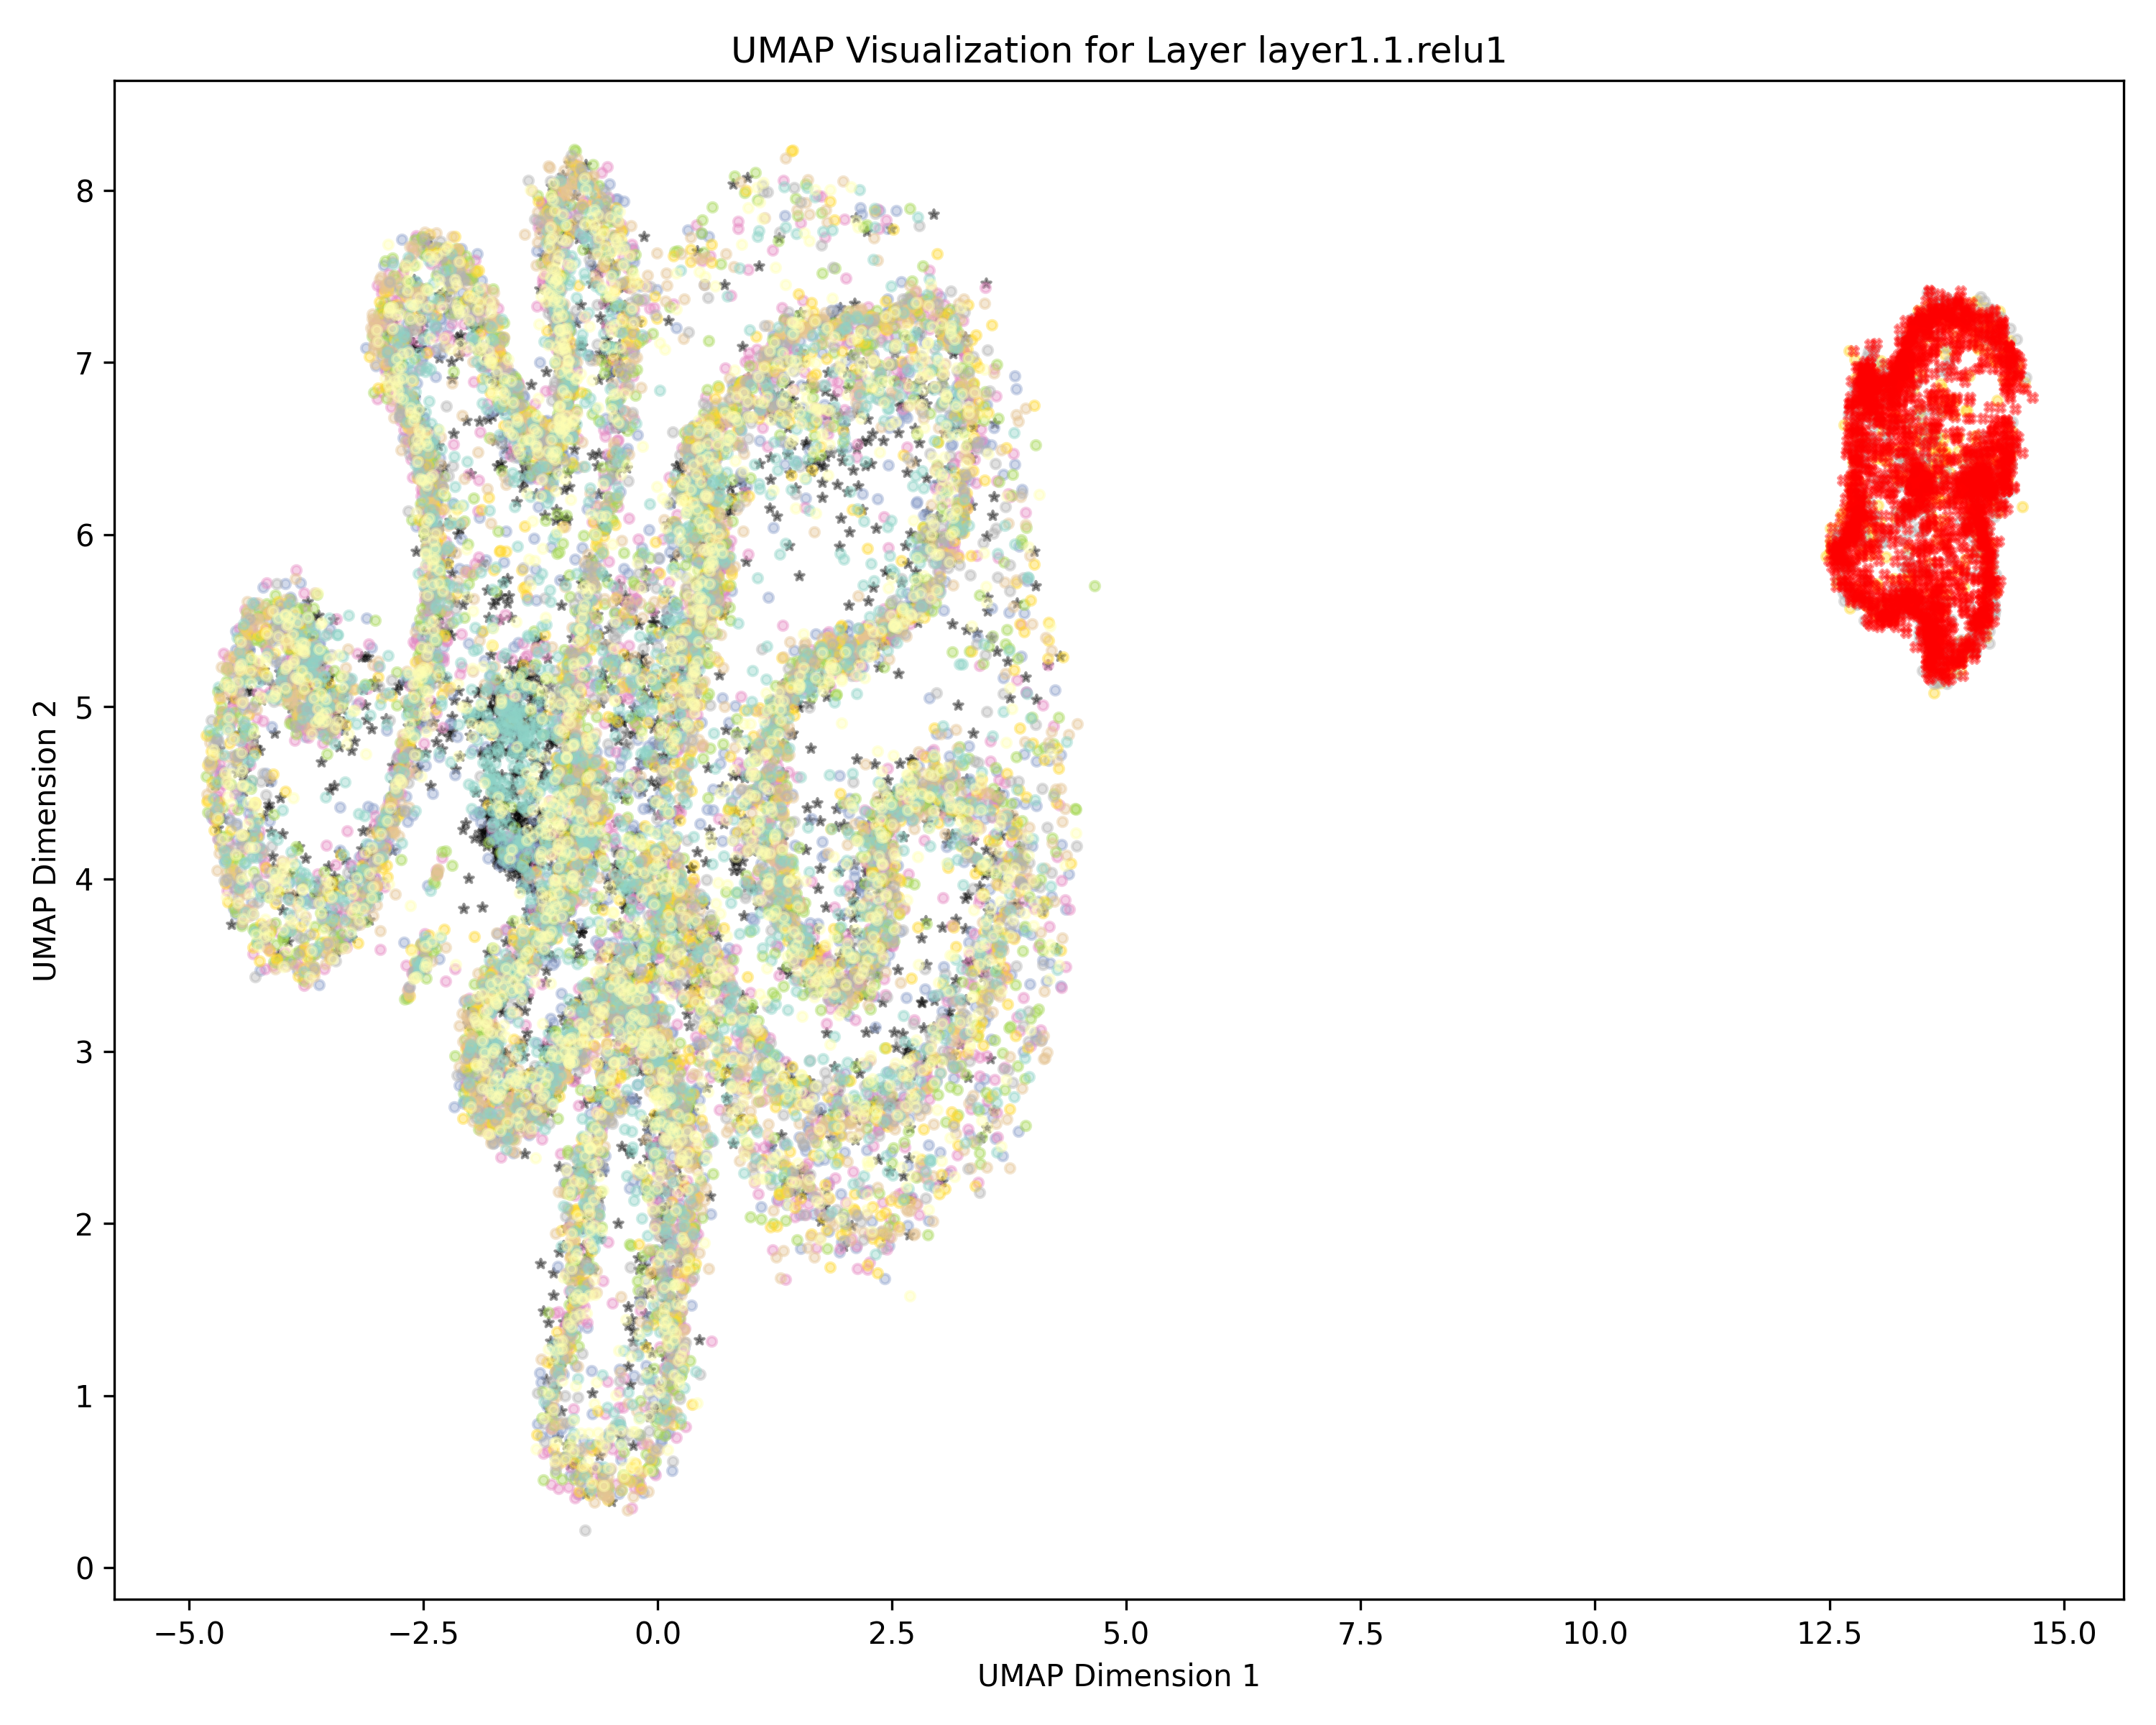 UMAP Visualization for Layer layer1.1.relu1
8
7
6
5
4
3
2
1
0
UMAP Dimension 2
−5.0 −2.5 0.0 2.5 5.0 7.5 10.0 12.5 15.0
UMAP Dimension 1